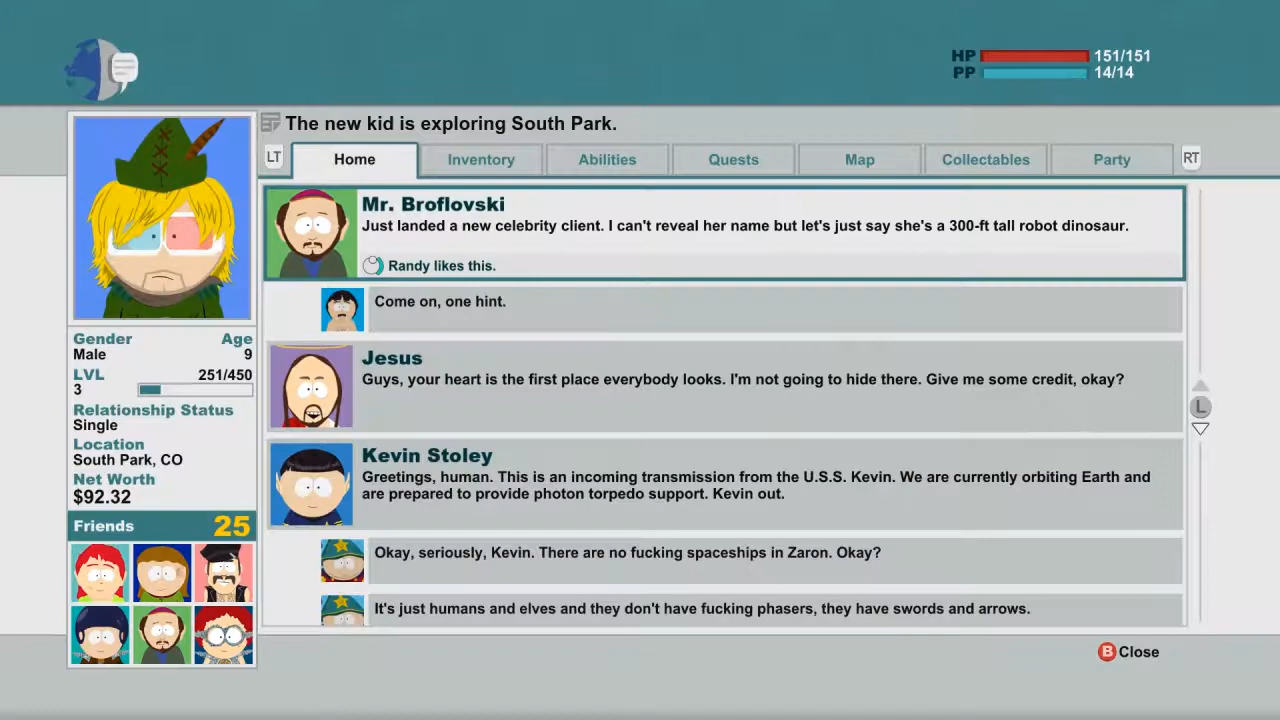 HP 151/151
PP 14/14
The new kid is exploring South Park.
LT Home Inventory Abilities Quests Map Collectables Party RT
Mr. Broflovski
Just landed a new celebrity client. I can't reveal her name but let's just say she's a 300-ft tall robot dinosaur.
Randy likes this.
Come on, one hint.
Jesus
Guys, your heart is the first place everybody looks. I'm not going to hide there. Give me some credit, okay?
Kevin Stoley
Greetings, human. This is an incoming transmission from the U.S.S. Kevin. We are currently orbiting Earth and
are prepared to provide photon torpedo support. Kevin out.
Okay, seriously, Kevin. There are no fucking spaceships in Zaron. Okay?
It's just humans and elves and they don't have fucking phasers, they have swords and arrows.
Gender Age
Male 9
LVL 251/450
3
Relationship Status
Single
Location
South Park, CO
Net Worth
$92.32
Friends 25
L
B Close